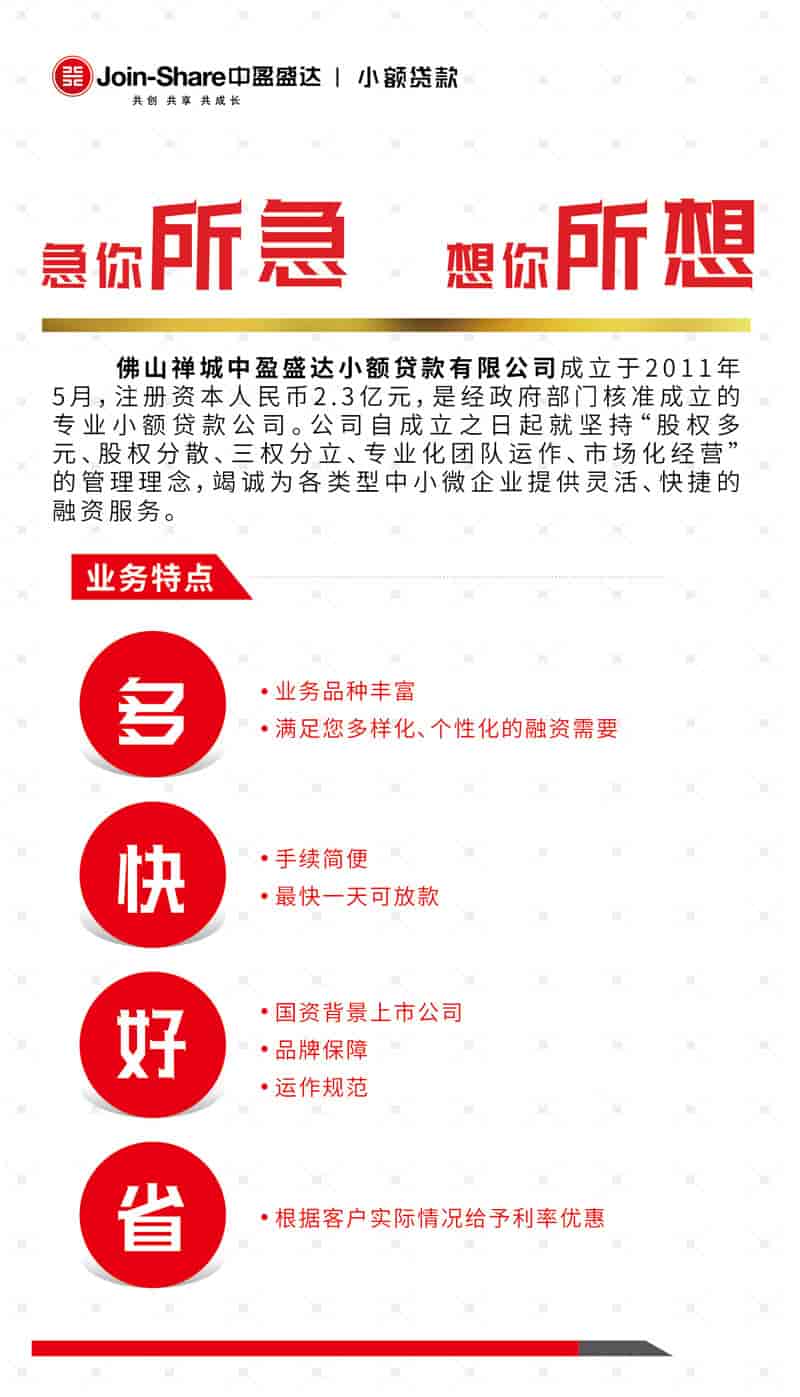 Join-Share中盈盛达 | 小额贷款
共创 共享 共成长
急你所急 想你所想
佛山禅城中盈盛达小额贷款有限公司成立于2011年
5月，注册资本人民币2.3亿元，是经政府部门核准成立的
专业小额贷款公司。公司自成立之日起就坚持“股权多
元、股权分散、三权分立、专业化团队运作、市场化经营”
的管理理念，竭诚为各类型中小微企业提供灵活、快捷的
融资服务。
业务特点
多
•业务品种丰富
•满足您多样化、个性化的融资需要
快
•手续简便
•最快一天可放款
好
•国资背景上市公司
•品牌保障
•运作规范
省
•根据客户实际情况给予利率优惠